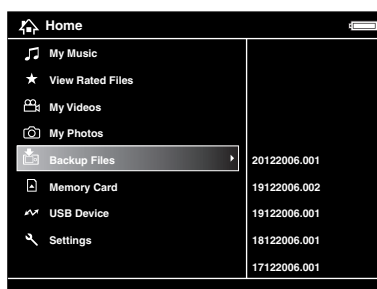 Home
My Music
View Rated Files
My Videos
My Photos
Backup Files
Memory Card
USB Device
Settings
20122006.001
19122006.002
19122006.001
18122006.001
17122006.001